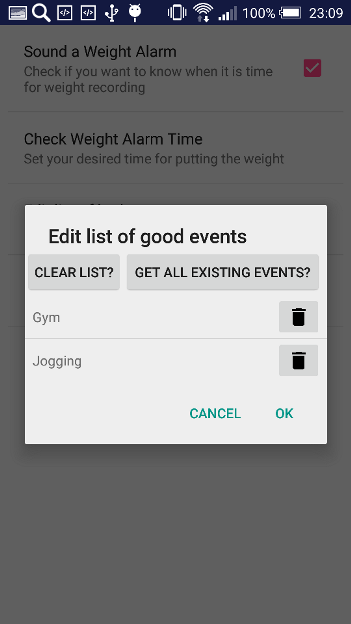 100% 23:09
Sound a Weight Alarm
Check if you want to know when it is time
for weight recording
Check Weight Alarm Time
Set your desired time for putting the weight
Edit list of good events
CLEAR LIST? GET ALL EXISTING EVENTS?
Gym
Jogging
CANCEL OK